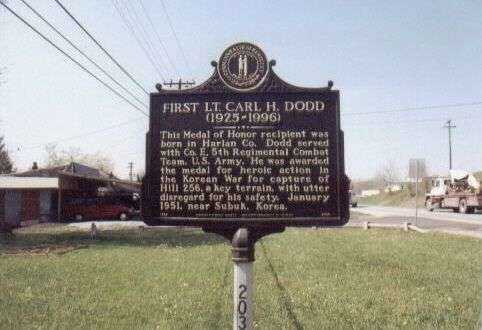 FIRST LT. CARL H. DODD
(1925-1996)
This Medal of Honor recipient was
born in Harlan Co. Dodd served
with Co. E, 5th Regimental Combat
Team, U.S. Army. He was awarded
the medal for heroic action in
the Korean War for capture of
Hill 256, a key terrain, with utter
disregard for his safety, January
1951, near Subuk, Korea.
203